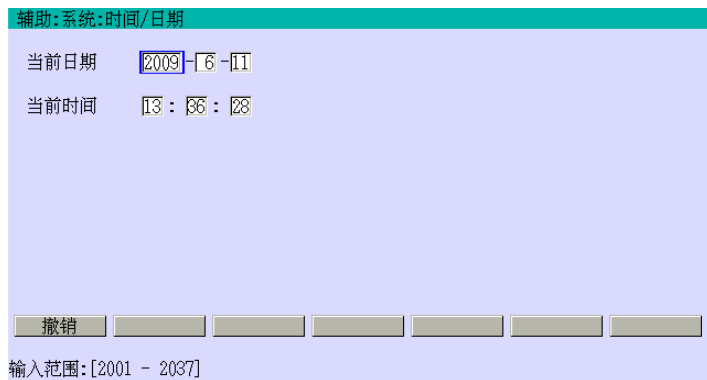 辅助:系统:时间/日期
当前日期 2009-6-11
当前时间 13:36:28
撤销
输入范围:[2001 - 2037]